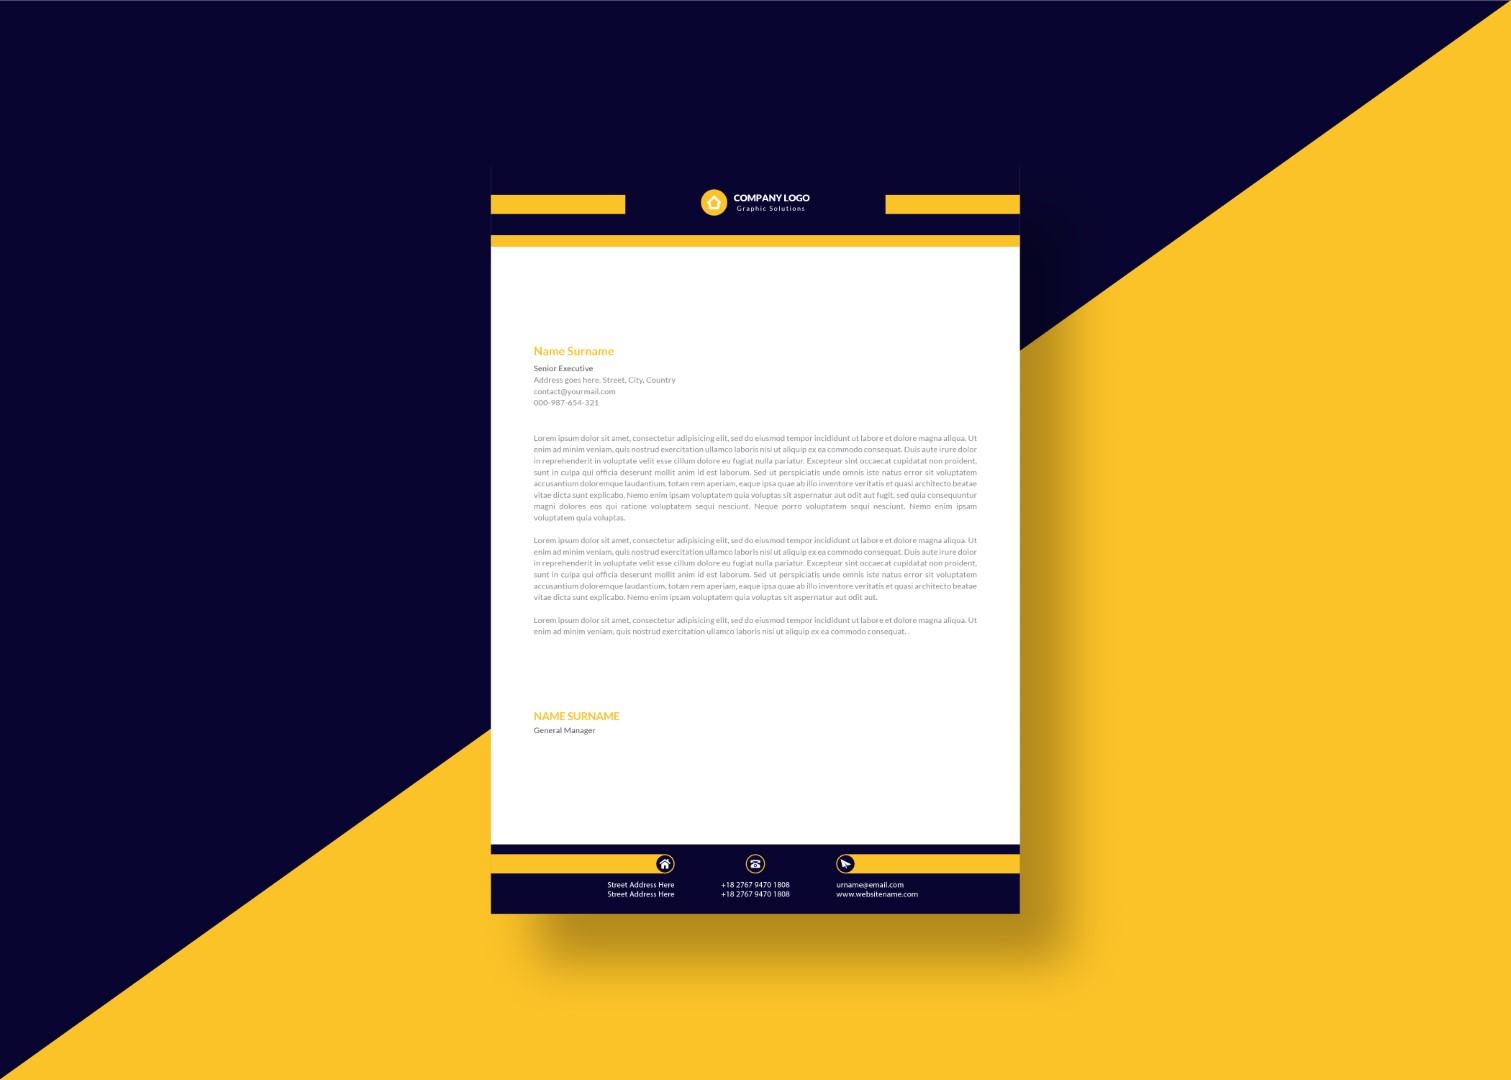 COMPANY LOGO
Graphic Solutions
Name Surname
Senior Executive
Address goes here. Street, City, Country
contact@yourmail.com
000-987-654-321
Lorem ipsum dolor sit amet, consectetur adipisicing elit, sed do eiusmod tempor incididunt ut labore et dolore magna aliqua. Ut
enim ad minim veniam, quis nostrud exercitation ullamco laboris nisi ut aliquip ex ea commodo consequat. Duis aute irure dolor
in reprehenderit in voluptate velit esse cillum dolore eu fugiat nulla pariatur. Excepteur sint occaecat cupidatat non proident,
sunt in culpa qui officia deserunt mollit anim id est laborum. Sed ut perspiciatis unde omnis iste natus error sit voluptatem
accusantium doloremque laudantium, totam rem aperiam, eaque ipsa quae ab illo inventore veritatis et quasi architecto beatae
vitae dicta sunt explicabo. Nemo enim ipsam voluptatem quia voluptas sit aspernatur aut odit aut fugit, sed quia consequuntur
magni dolores eos qui ratione voluptatem sequi nesciunt. Neque porro voluptatem sequi nesciunt. Nemo enim ipsam
voluptatem quia voluptas.
Lorem ipsum dolor sit amet, consectetur adipisicing elit, sed do eiusmod tempor incididunt ut labore et dolore magna aliqua. Ut
enim ad minim veniam, quis nostrud exercitation ullamco laboris nisi ut aliquip ex ea commodo consequat. Duis aute irure dolor
in reprehenderit in voluptate velit esse cillum dolore eu fugiat nulla pariatur. Excepteur sint occaecat cupidatat non proident,
sunt in culpa qui officia deserunt mollit anim id est laborum. Sed ut perspiciatis unde omnis iste natus error sit voluptatem
accusantium doloremque laudantium, totam rem aperiam, eaque ipsa quae ab illo inventore veritatis et quasi architecto beatae
vitae dicta sunt explicabo. Nemo enim ipsam voluptatem quia voluptas sit aspernatur aut odit aut.
Lorem ipsum dolor sit amet, consectetur adipisicing elit, sed do eiusmod tempor incididunt ut labore et dolore magna aliqua. Ut
enim ad minim veniam, quis nostrud exercitation ullamco laboris nisi ut aliquip ex ea commodo consequat. .
NAME SURNAME
General Manager
Street Address Here
Street Address Here
+18 2767 9470 1808
+18 2767 9470 1808
urname@email.com
www.websitename.com